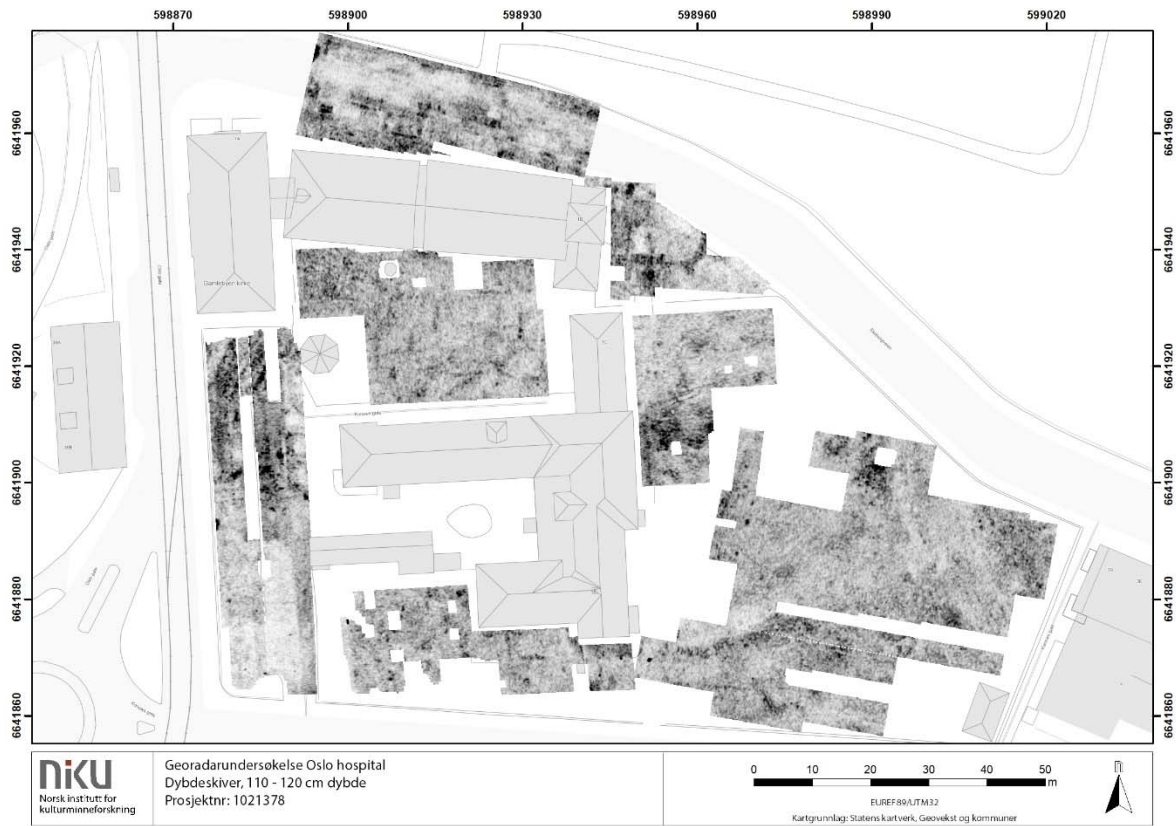 598870 598900 598930 598960 598990 599020
6641960 6641960
6641940 6641940
6641920 6641920
6641900 6641900
6641880 6641880
6641860 6641860
Gamlebyen kirke
niku
Norsk institutt for
kulturminneforskning
Georadarundersøkelse Oslo hospital
Dybdeskiver, 110 - 120 cm dybde
Prosjektnr: 1021378
0 10 20 30 40 50
m
EUREF89/UTM32
Kartgrunnlag: Statens kartverk, Geovekst og kommuner